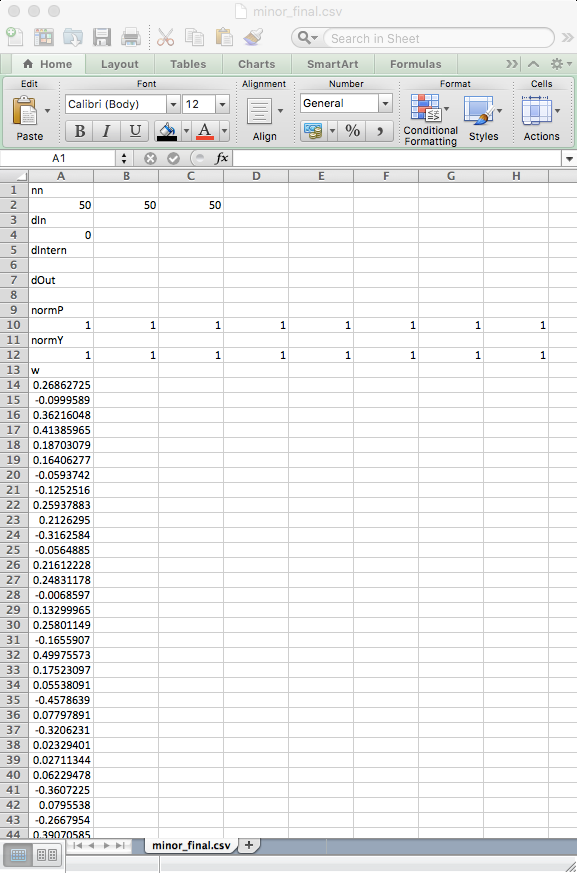 minor_final.csv
Search in Sheet
Home Layout Tables Charts SmartArt Formulas
Edit Font Alignment Number Format Cells
Calibri (Body) 12 General
Paste B I U A Align % , Conditional Formatting Styles Actions
A1 fx
A B C D E F G H
1 nn
2 50 50 50
3 dIn
4 0
5 dIntern
6
7 dOut
8
9 normP
10 1 1 1 1 1 1 1 1
11 normY
12 1 1 1 1 1 1 1 1
13 w
14 0.26862725
15 -0.0999589
16 0.36216048
17 0.41385965
18 0.18703079
19 0.16406277
20 -0.0593742
21 -0.1252516
22 0.25937883
23 0.2126295
24 -0.3162584
25 -0.0564885
26 0.21612228
27 0.24831178
28 -0.0068597
29 0.13299965
30 0.25801149
31 -0.1655907
32 0.49975573
33 0.17523097
34 0.05538091
35 -0.4578639
36 0.07797891
37 -0.3206231
38 0.02329401
39 0.02711344
40 0.06229478
41 -0.3607225
42 0.0795538
43 -0.2667954
44 0.39070585
minor_final.csv